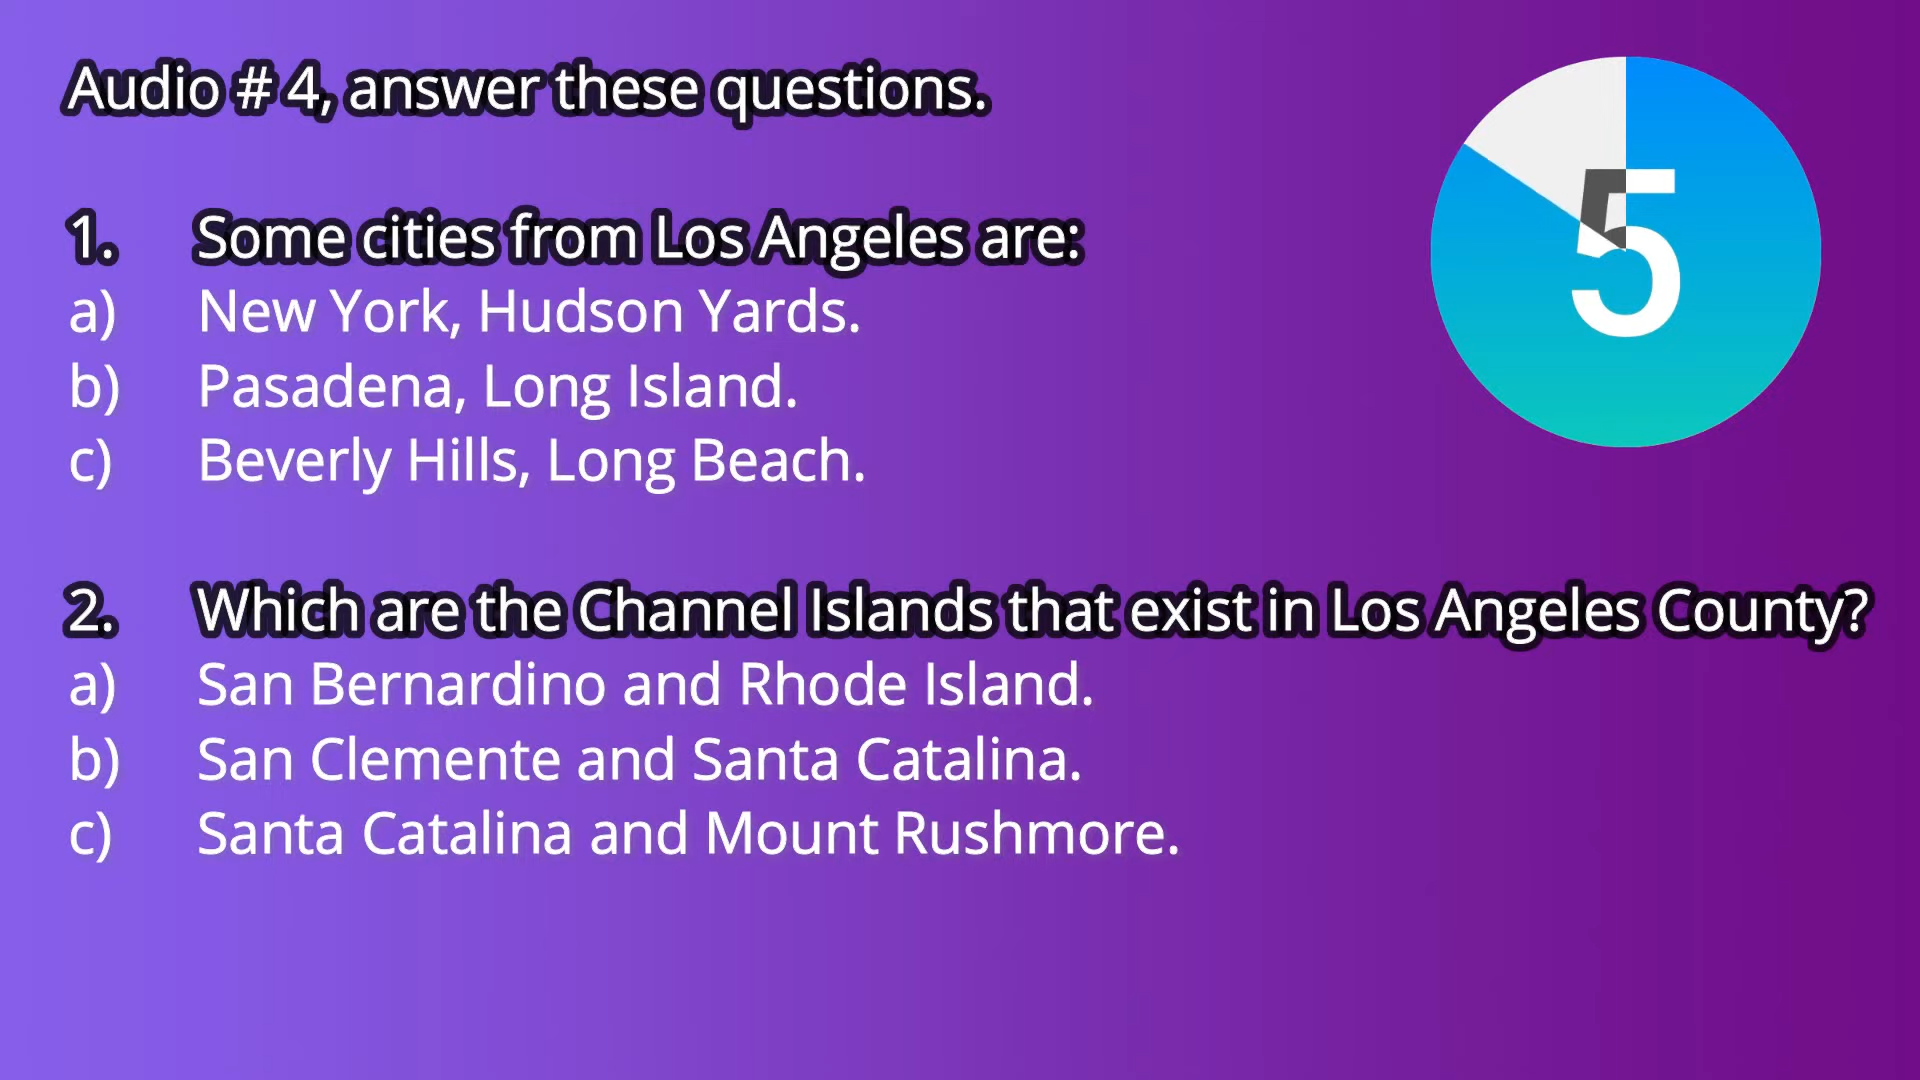 Audio # 4, answer these questions.
5
1. Some cities from Los Angeles are:
a) New York, Hudson Yards.
b) Pasadena, Long Island.
c) Beverly Hills, Long Beach.
2. Which are the Channel Islands that exist in Los Angeles County?
a) San Bernardino and Rhode Island.
b) San Clemente and Santa Catalina.
c) Santa Catalina and Mount Rushmore.